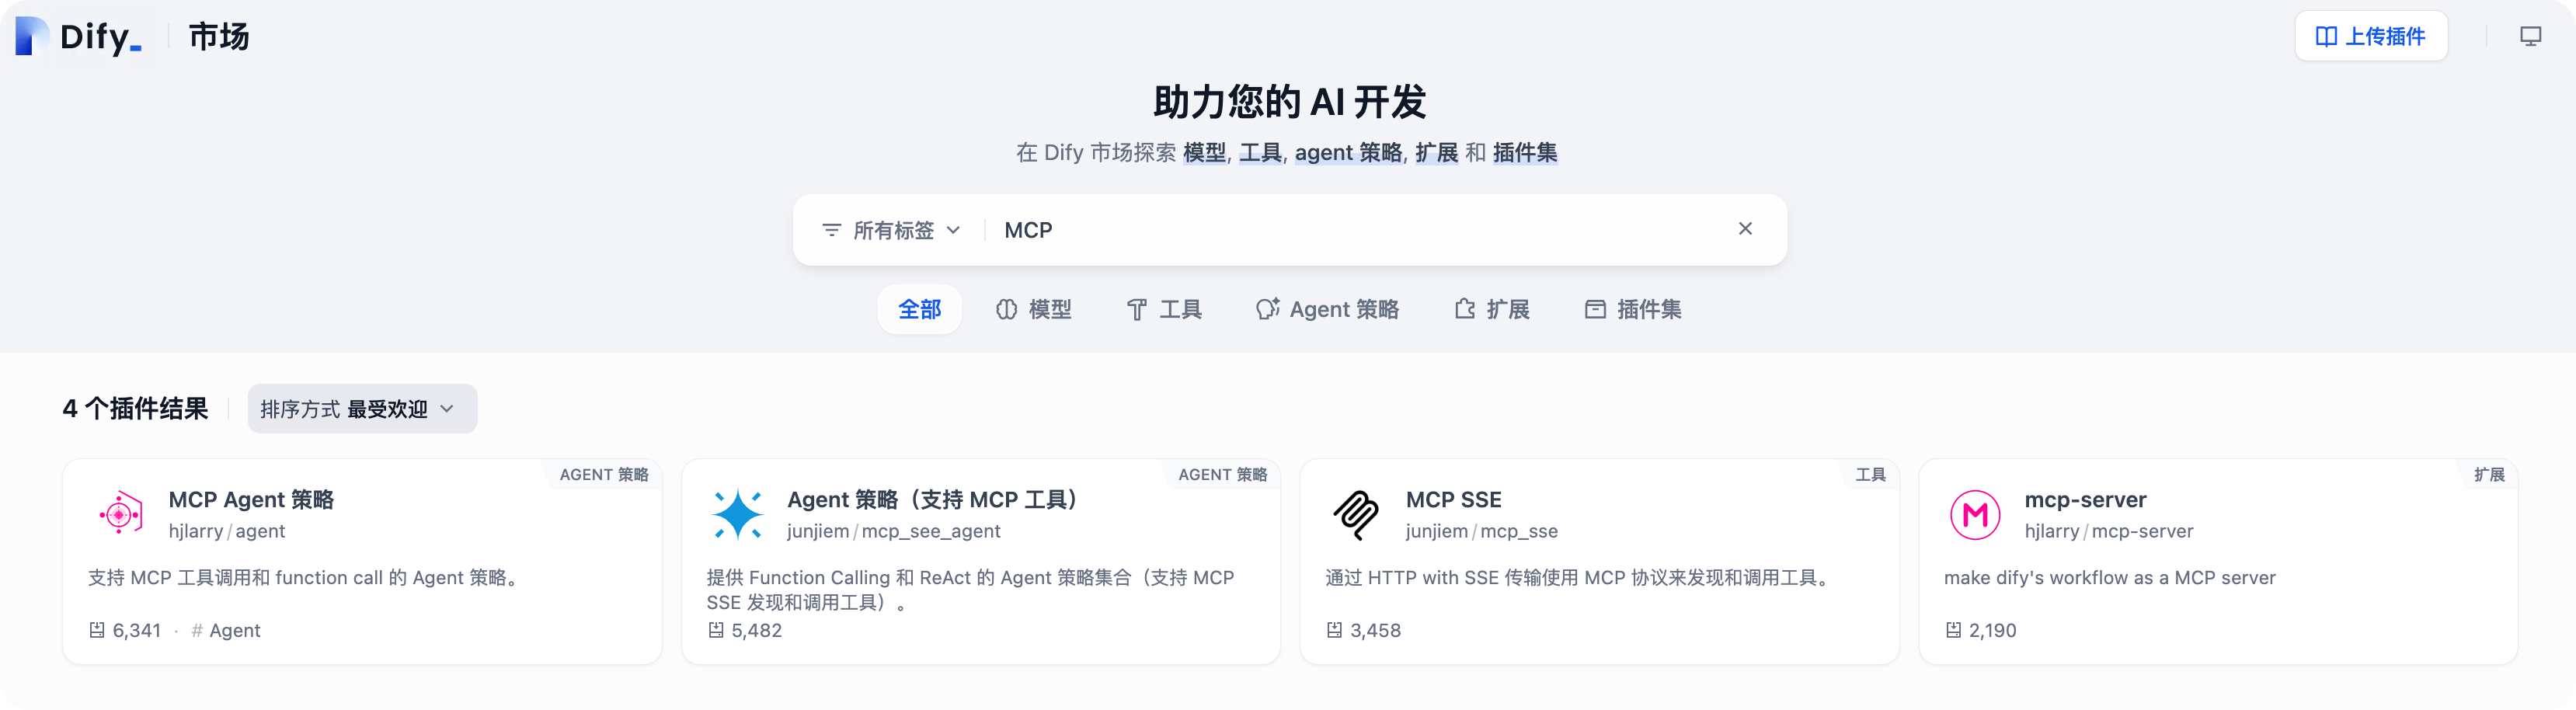 Dify_ 市场
上传插件
助力您的 AI 开发
在 Dify 市场探索 模型, 工具, agent 策略, 扩展 和 插件集
所有标签 MCP
全部 模型 工具 Agent 策略 扩展 插件集
4 个插件结果 排序方式 最受欢迎
AGENT 策略
MCP Agent 策略
hjlarry/agent
支持 MCP 工具调用和 function call 的 Agent 策略。
6,341 · # Agent
AGENT 策略
Agent 策略（支持 MCP 工具）
junjiem/mcp_see_agent
提供 Function Calling 和 ReAct 的 Agent 策略集合（支持 MCP
SSE 发现和调用工具）。
5,482
工具
MCP SSE
junjiem/mcp_sse
通过 HTTP with SSE 传输使用 MCP 协议来发现和调用工具。
3,458
扩展
mcp-server
hjlarry/mcp-server
make dify's workflow as a MCP server
2,190